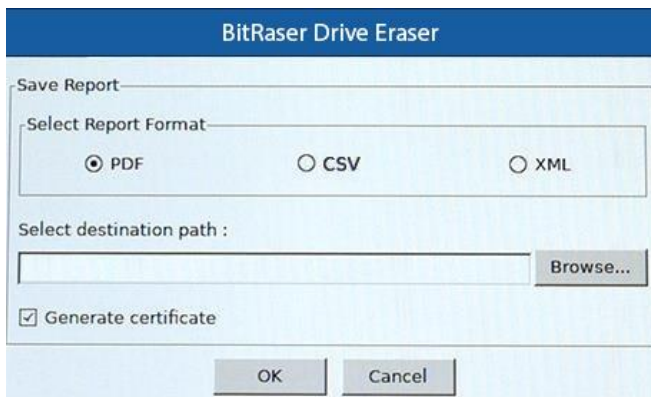 BitRaser Drive Eraser
Save Report
Select Report Format
PDF CSV XML
Select destination path :
Browse...
Generate certificate
OK Cancel